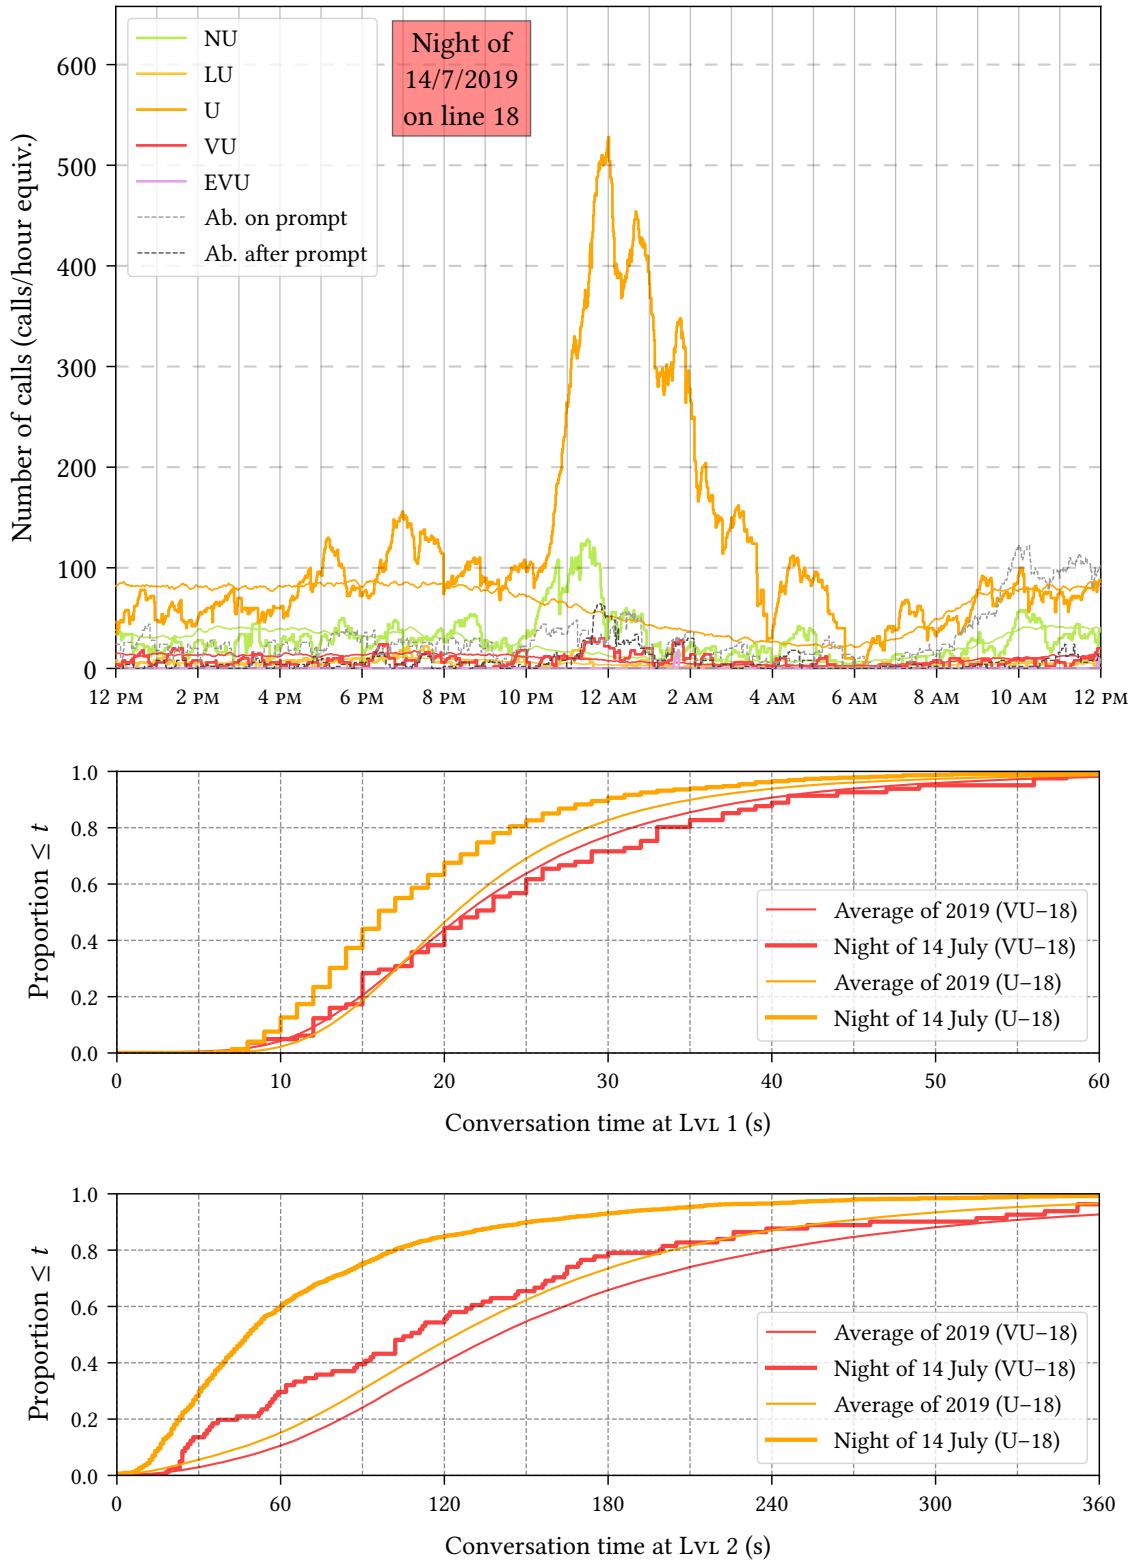 NU
LU
U
VU
EVU
Ab. on prompt
Ab. after prompt
Night of
14/7/2019
on line 18
Number of calls (calls/hour equiv.)
600
500
400
300
200
100
0
12 PM
2 PM
4 PM
6 PM
8 PM
10 PM
12 AM
2 AM
4 AM
6 AM
8 AM
10 AM
12 PM
Proportion ≤ t
1.0
0.8
0.6
0.4
0.2
0.0
Average of 2019 (VU–18)
Night of 14 July (VU–18)
Average of 2019 (U–18)
Night of 14 July (U–18)
0
10
20
30
40
50
60
Conversation time at LVL 1 (s)
Proportion ≤ t
1.0
0.8
0.6
0.4
0.2
0.0
Average of 2019 (VU–18)
Night of 14 July (VU–18)
Average of 2019 (U–18)
Night of 14 July (U–18)
0
60
120
180
240
300
360
Conversation time at LVL 2 (s)